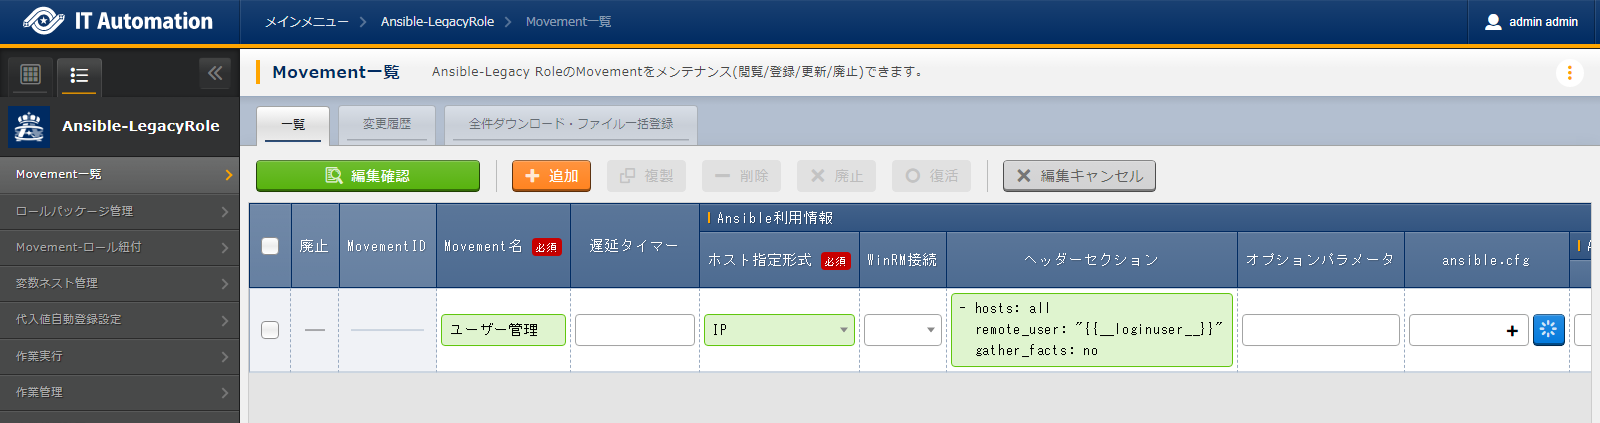 IT Automation
メインメニュー
Ansible-LegacyRole
Movement一覧
admin admin
Ansible-LegacyRole
Movement一覧
ロールパッケージ管理
Movement-ロール紐付
変数ネスト管理
代入値自動登録設定
作業実行
作業管理
Movement一覧
Ansible-Legacy RoleのMovementをメンテナンス(閲覧/登録/更新/廃止)できます。
一覧
変更履歴
全件ダウンロード・ファイル一括登録
編集確認
追加
複製
削除
廃止
復活
編集キャンセル
廃止
MovementID
Movement名 必須
遅延タイマー
Ansible利用情報
ホスト指定形式 必須
WinRM接続
ヘッダーセクション
オプションパラメータ
ansible.cfg
ユーザー管理
IP
- hosts: all
remote_user: "{{__loginuser__}}"
gather_facts: no